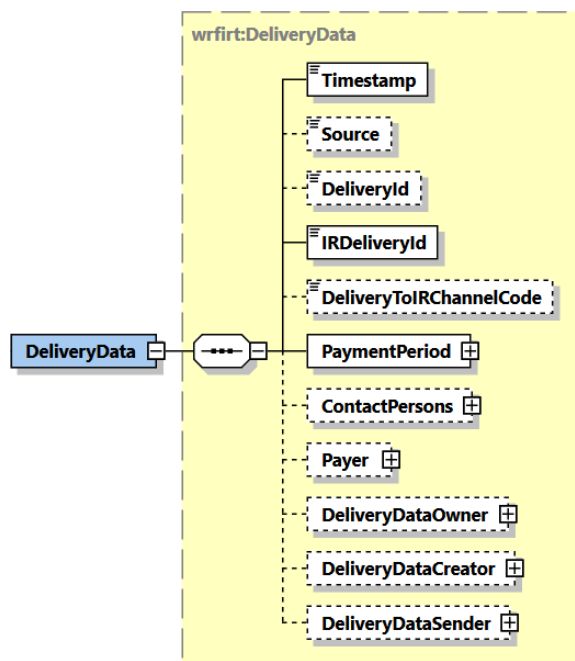 wrfirt:DeliveryData
Timestamp
Source
DeliveryId
IRDeliveryId
DeliveryToIRChannelCode
DeliveryData
PaymentPeriod
ContactPersons
Payer
DeliveryDataOwner
DeliveryDataCreator
DeliveryDataSender